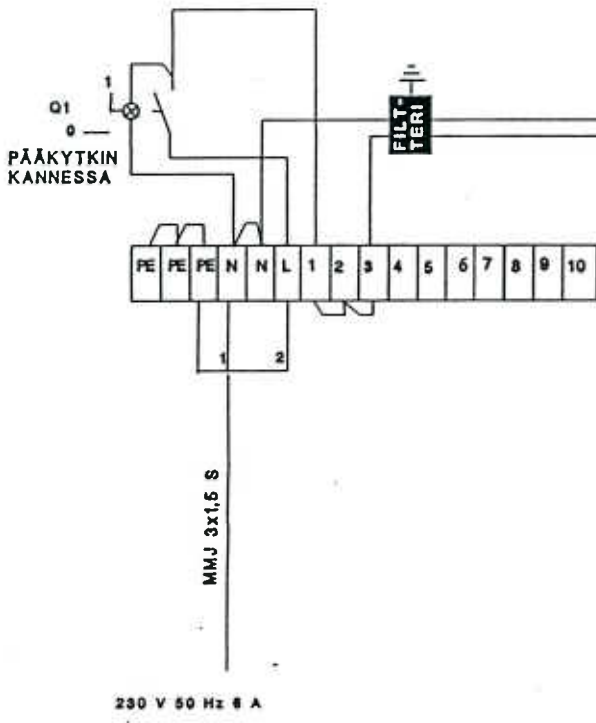 1
Q1
0
PÄÄKYTKIN
KANNESSA
FILT-
TERI
PE PE PE N N L 1 2 3 4 5 6 7 8 9 10
1 2
MMJ 3x1,5 S
230 V 50 Hz 6 A